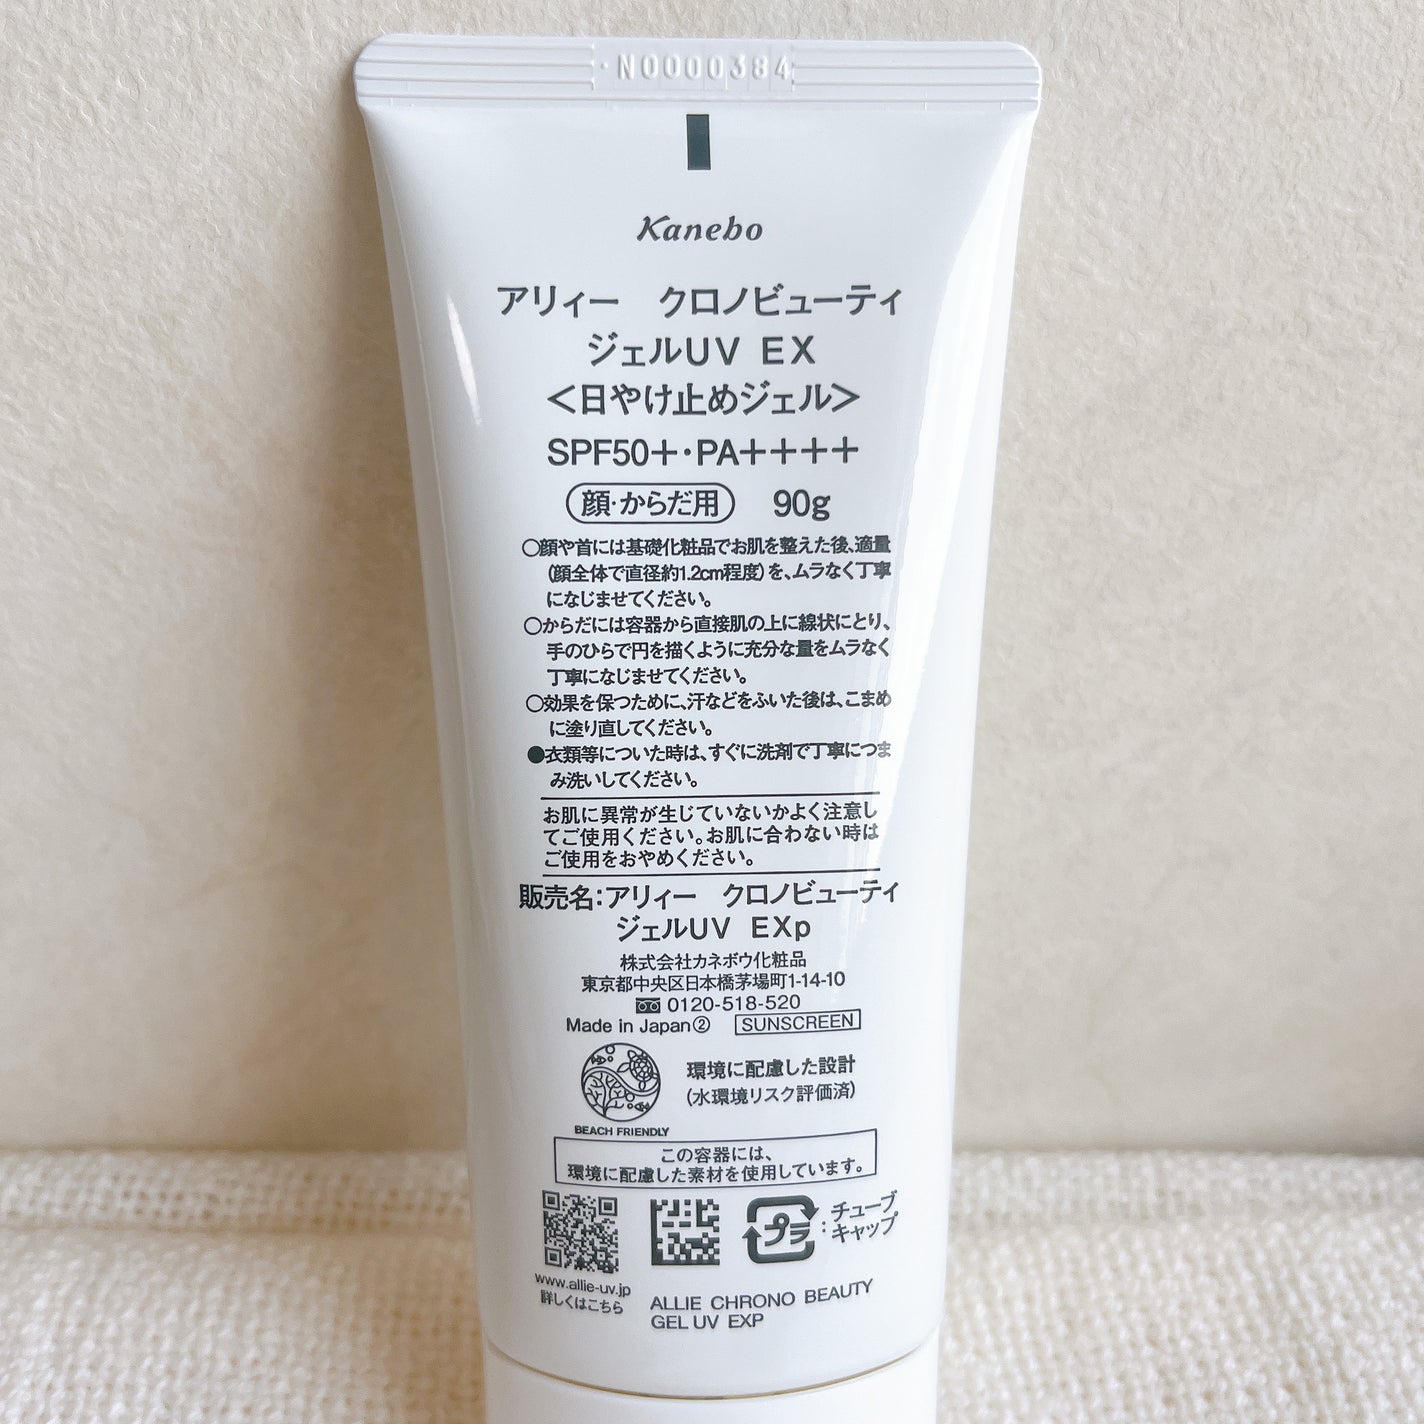 N0000384
Kanebo
アリィー　クロノビューティ
ジェルUV EX
＜日やけ止めジェル＞
SPF50＋・PA＋＋＋＋
顔・からだ用　90g
○顔や首には基礎化粧品でお肌を整えた後、適量
（顔全体で直径約1.2cm程度）を、ムラなく丁寧
になじませてください。
○からだには容器から直接肌の上に線状にとり、
手のひらで円を描くように充分な量をムラなく
丁寧になじませてください。
○効果を保つために、汗などをふいた後は、こまめ
に塗り直してください。
●衣類等についた時は、すぐに洗剤で丁寧につま
み洗いしてください。
お肌に異常が生じていないかよく注意し
てご使用ください。お肌に合わない時は
ご使用をおやめください。
販売名：アリィー　クロノビューティ
ジェルUV EXp
株式会社カネボウ化粧品
東京都中央区日本橋茅場町1-14-10
0120-518-520
Made in Japan② SUNSCREEN
環境に配慮した設計
（水環境リスク評価済）
BEACH FRIENDLY
この容器には、
環境に配慮した素材を使用しています。
プラ：チューブ
キャップ
www.allie-uv.jp
詳しくはこちら
ALLIE CHRONO BEAUTY
GEL UV EXP